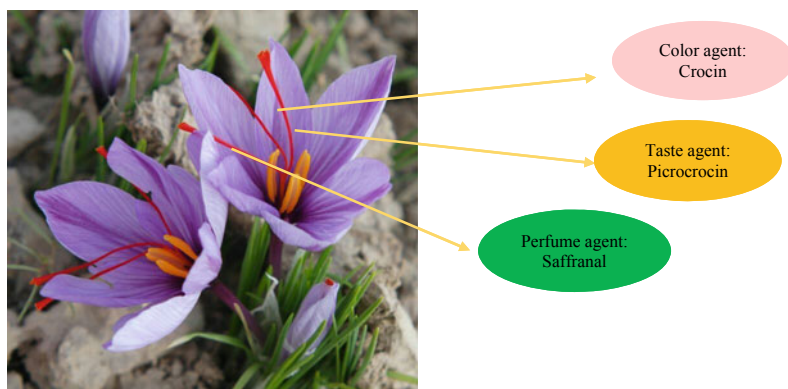 Color agent:
Crocin
Taste agent:
Picrocrocin
Perfume agent:
Saffranal